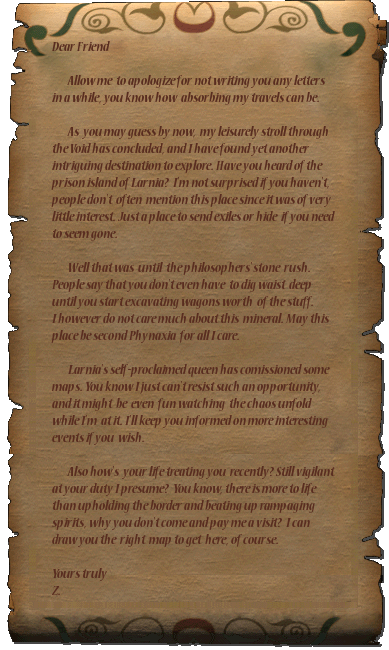 Dear Friend
Allow me to apologize for not writing you any letters
in a while, you know how absorbing my travels can be.
As you may guess by now, my leisurely stroll through
the Void has concluded, and I have found yet another
intriguing destination to explore. Have you heard of the
prison island of Larnia? I'm not surprised if you haven't,
people don't often mention this place since it was of very
little interest. Just a place to send exiles or hide if you need
to seem gone.
Well that was until the philosophers' stone rush.
People say that you don't even have to dig waist deep
until you start excavating wagons worth of the stuff.
I however do not care much about this mineral. May this
place be second Phynaxia for all I care.
Larnia's self-proclaimed queen has comissioned some
maps. You know I just can't resist such an opportunity,
and it might be even fun watching the chaos unfold
while I'm at it. I'll keep you informed on more interesting
events if you wish.
Also how's your life treating you recently? Still vigilant
at your duty I presume? You know, there is more to life
than upholding the border and beating up rampaging
spirits, why you don't come and pay me a visit? I can
draw you the right map to get here, of course.
Yours truly
Z.